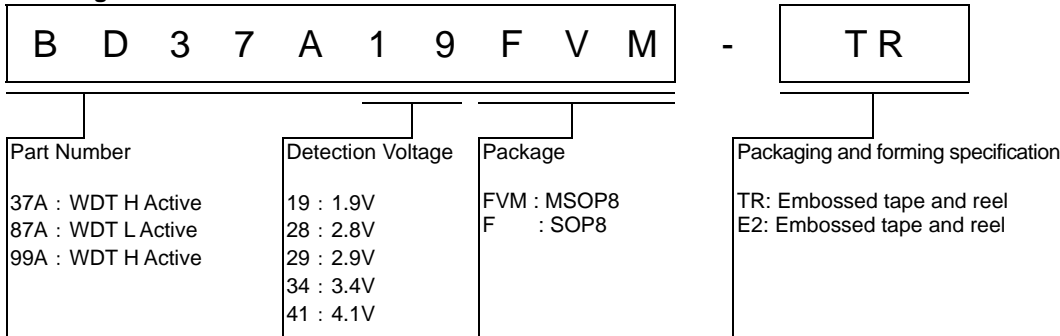 B D 3 7 A 1 9 F V M - T R
Part Number
37A：WDT H Active
87A：WDT L Active
99A：WDT H Active
Detection Voltage
19：1.9V
28：2.8V
29：2.9V
34：3.4V
41：4.1V
Package
FVM : MSOP8
F : SOP8
Packaging and forming specification
TR: Embossed tape and reel
E2: Embossed tape and reel